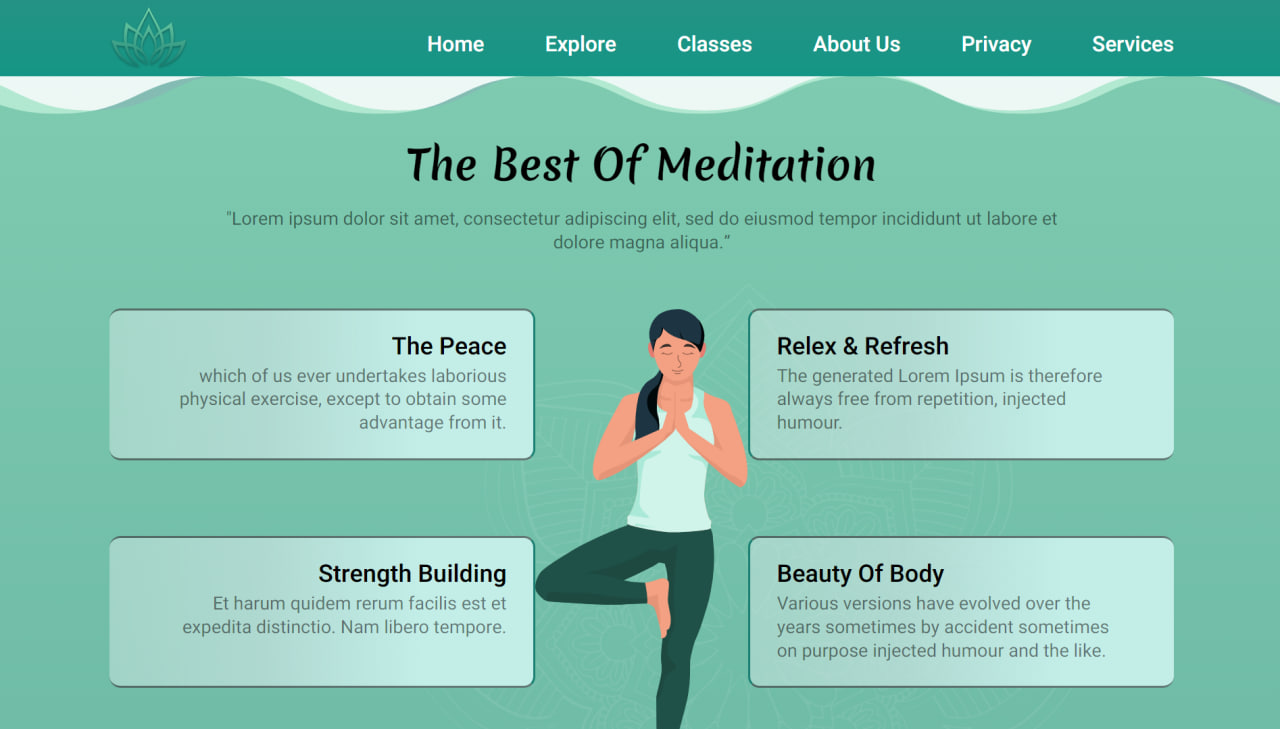 Home Explore Classes About Us Privacy Services
The Best Of Meditation
"Lorem ipsum dolor sit amet, consectetur adipiscing elit, sed do eiusmod tempor incididunt ut labore et
dolore magna aliqua.”
The Peace
which of us ever undertakes laborious
physical exercise, except to obtain some
advantage from it.
Relex & Refresh
The generated Lorem Ipsum is therefore
always free from repetition, injected
humour.
Strength Building
Et harum quidem rerum facilis est et
expedita distinctio. Nam libero tempore.
Beauty Of Body
Various versions have evolved over the
years sometimes by accident sometimes
on purpose injected humour and the like.